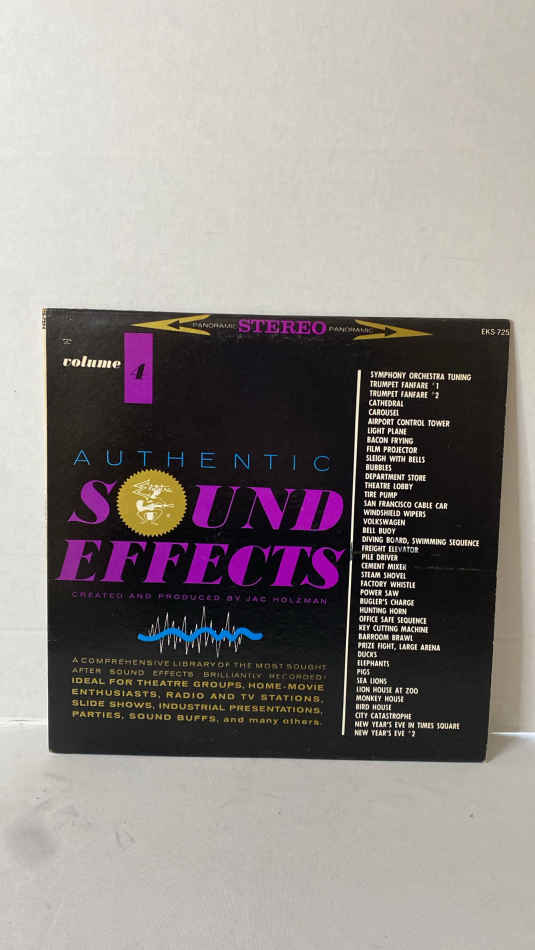 PANORAMIC STEREO PANORAMIC
EKS-725
volume 4
AUTHENTIC
SOUND
EFFECTS
CREATED AND PRODUCED BY JAC HOLZMAN
A COMPREHENSIVE LIBRARY OF THE MOST SOUGHT
AFTER SOUND EFFECTS BRILLIANTLY RECORDED!
IDEAL FOR THEATRE GROUPS, HOME-MOVIE
ENTHUSIASTS, RADIO AND TV STATIONS,
SLIDE SHOWS, INDUSTRIAL PRESENTATIONS,
PARTIES, SOUND BUFFS, and many others.
SYMPHONY ORCHESTRA TUNING
TRUMPET FANFARE #1
TRUMPET FANFARE #2
CATHEDRAL
CAROUSEL
AIRPORT CONTROL TOWER
LIGHT PLANE
BACON FRYING
FILM PROJECTOR
SLEIGH WITH BELLS
BUBBLES
DEPARTMENT STORE
THEATRE LOBBY
TIRE PUMP
SAN FRANCISCO CABLE CAR
WINDSHIELD WIPERS
VOLKSWAGEN
BELL BUOY
DIVING BOARD, SWIMMING SEQUENCE
FREIGHT ELEVATOR
PILE DRIVER
CEMENT MIXER
STEAM SHOVEL
FACTORY WHISTLE
POWER SAW
BUGLER'S CHARGE
HUNTING HORN
OFFICE SAFE SEQUENCE
KEY CUTTING MACHINE
BARROOM BRAWL
PRIZE FIGHT, LARGE ARENA
DUCKS
ELEPHANTS
PIGS
SEA LIONS
LION HOUSE AT ZOO
MONKEY HOUSE
BIRD HOUSE
CITY CATASTROPHE
NEW YEAR'S EVE IN TIMES SQUARE
NEW YEAR'S EVE #2